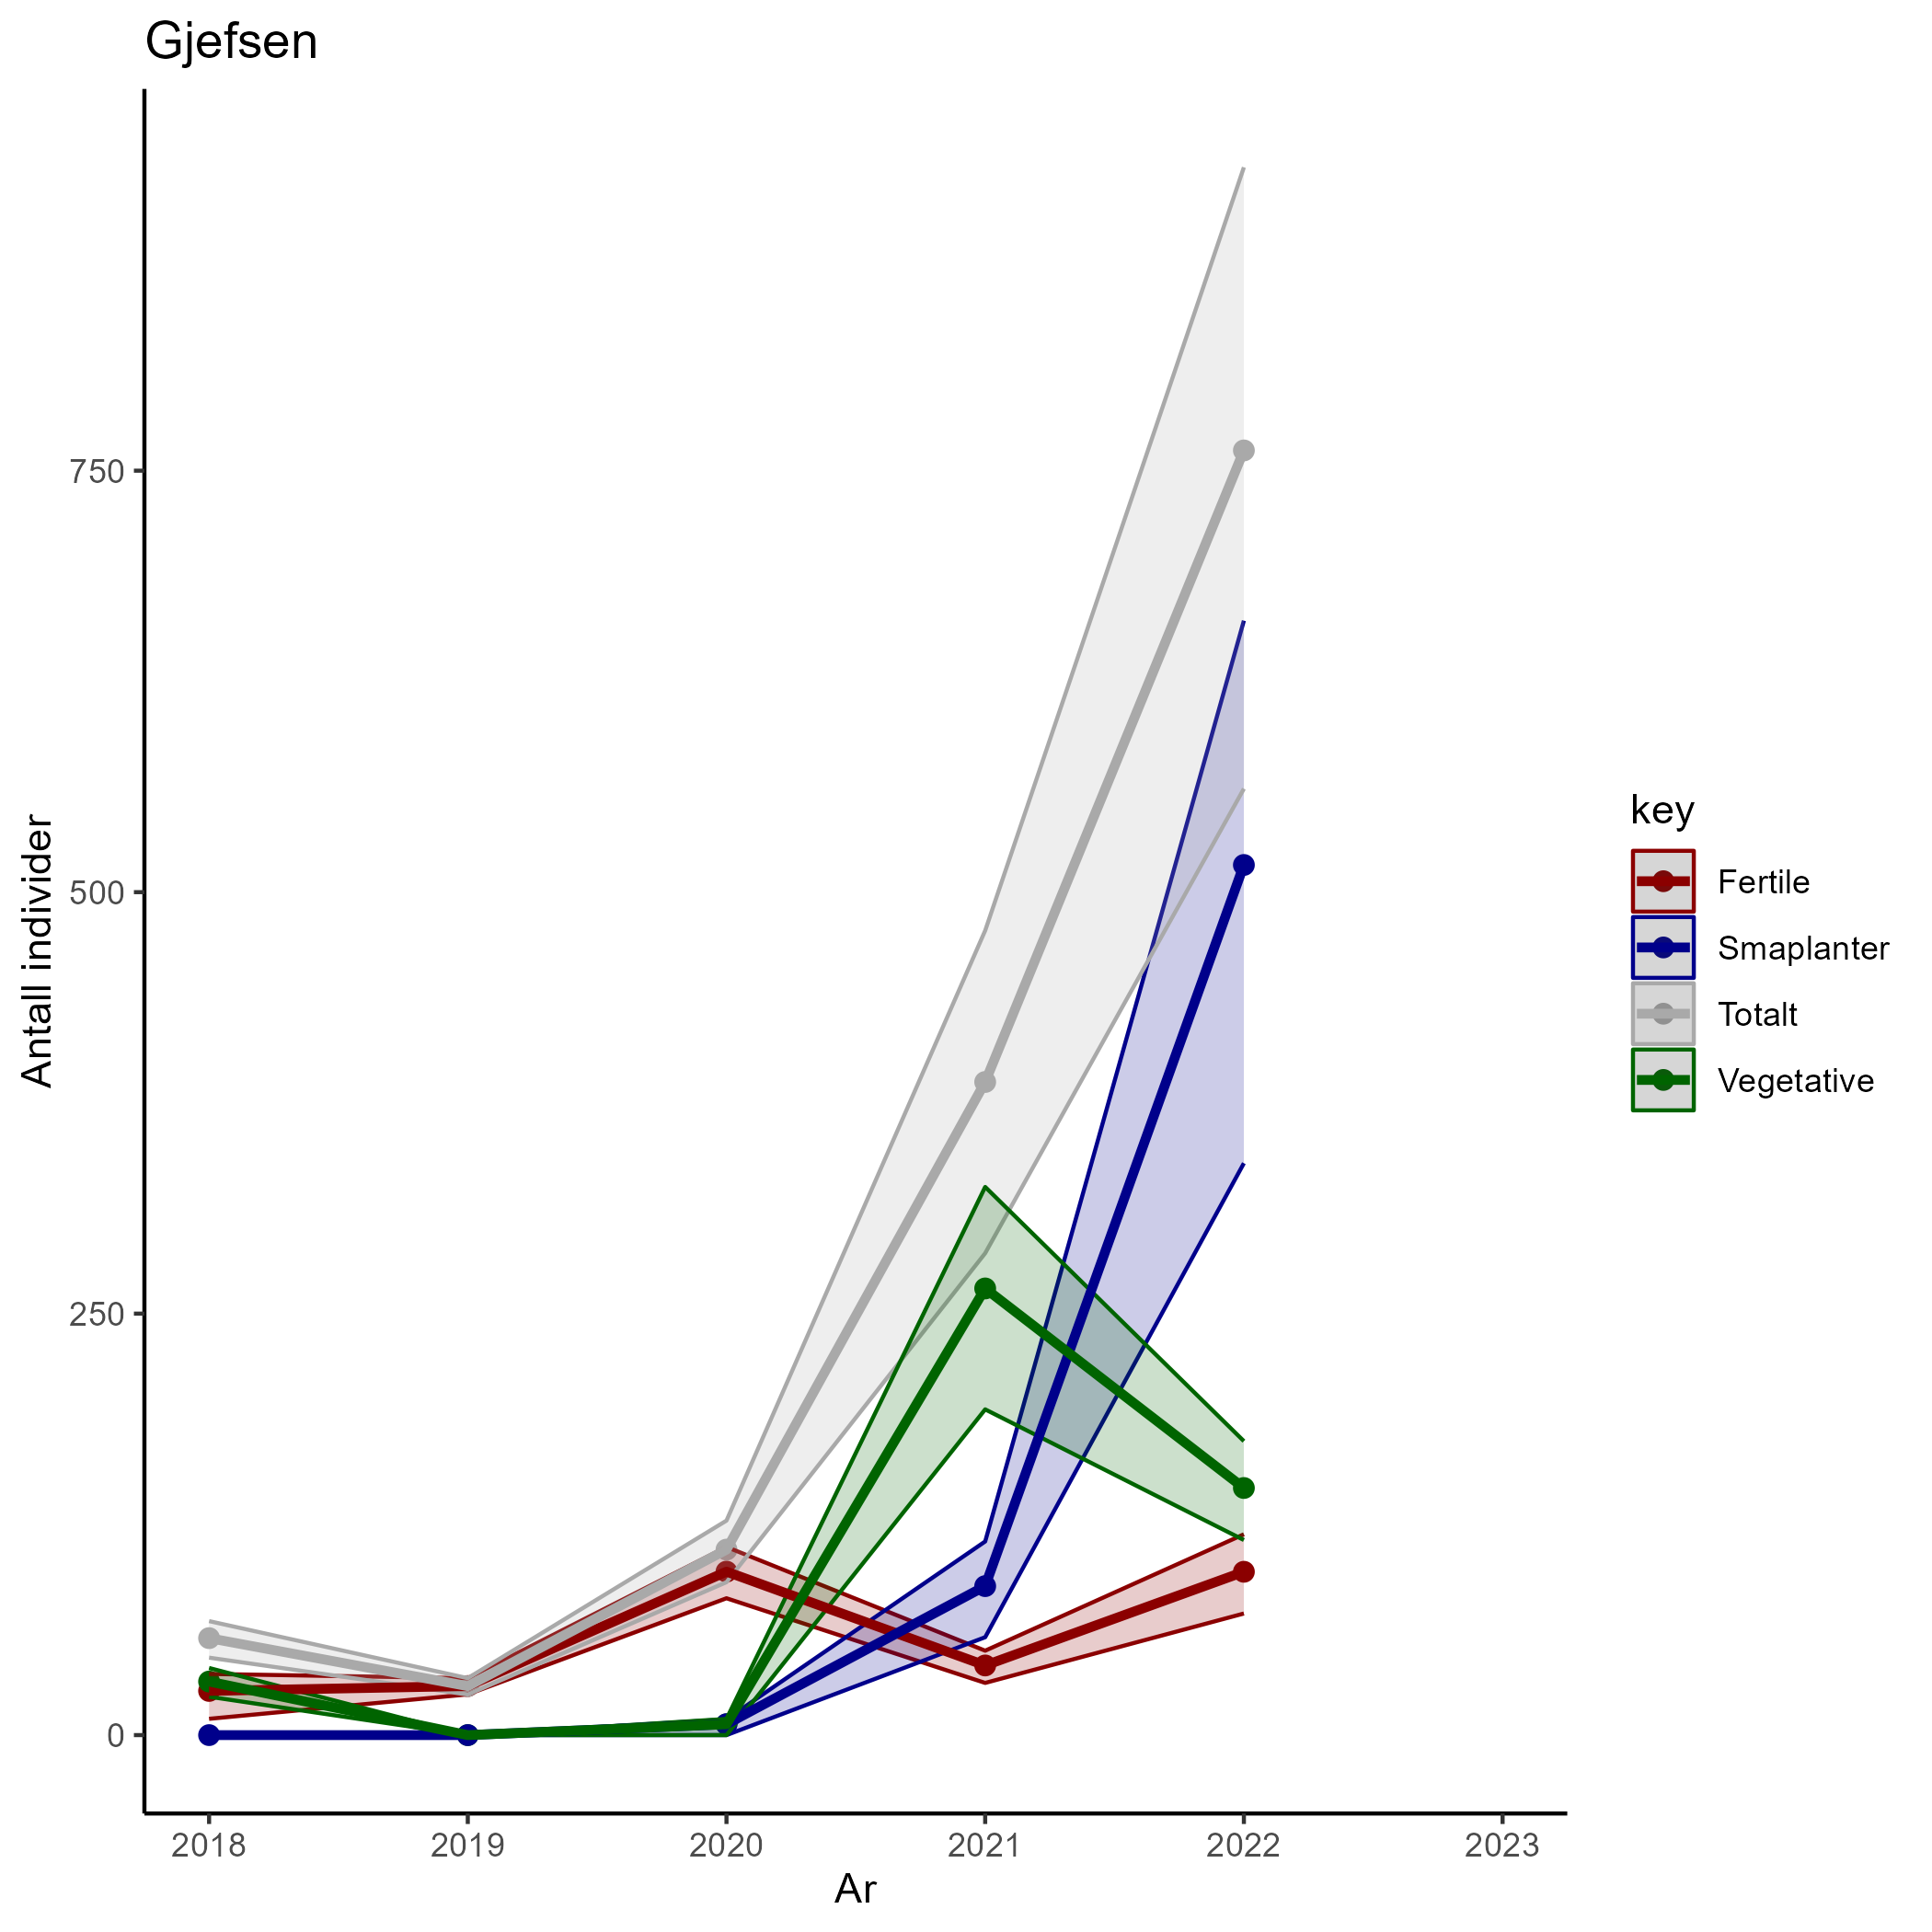 Gjefsen
Antall individer
750
500
250
0
2018 2019 2020 2021 2022 2023
Ar
key
Fertile
Smaplanter
Totalt
Vegetative